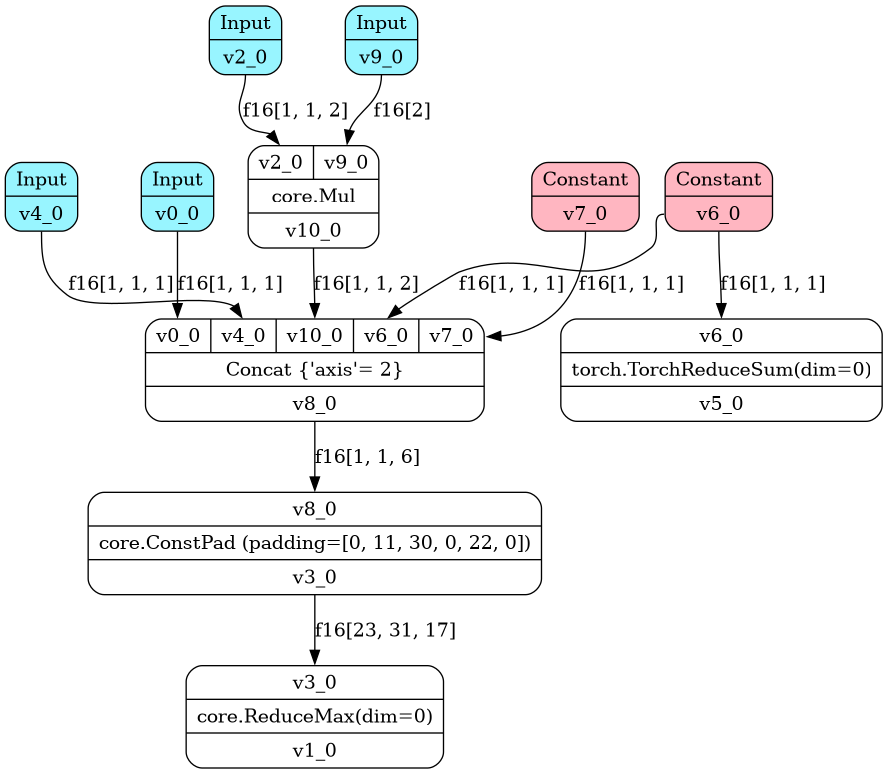 Input
v2_0
Input
v9_0
f16[1, 1, 2]
f16[2]
v2_0
v9_0
core.Mul
v10_0
Input
v4_0
Input
v0_0
Constant
v7_0
Constant
v6_0
f16[1, 1, 1]
f16[1, 1, 1]
f16[1, 1, 2]
f16[1, 1, 1]
f16[1, 1, 1]
f16[1, 1, 1]
v0_0
v4_0
v10_0
v6_0
v7_0
Concat {'axis'= 2}
v8_0
v6_0
torch.TorchReduceSum(dim=0)
v5_0
f16[1, 1, 6]
v8_0
core.ConstPad (padding=[0, 11, 30, 0, 22, 0])
v3_0
f16[23, 31, 17]
v3_0
core.ReduceMax(dim=0)
v1_0